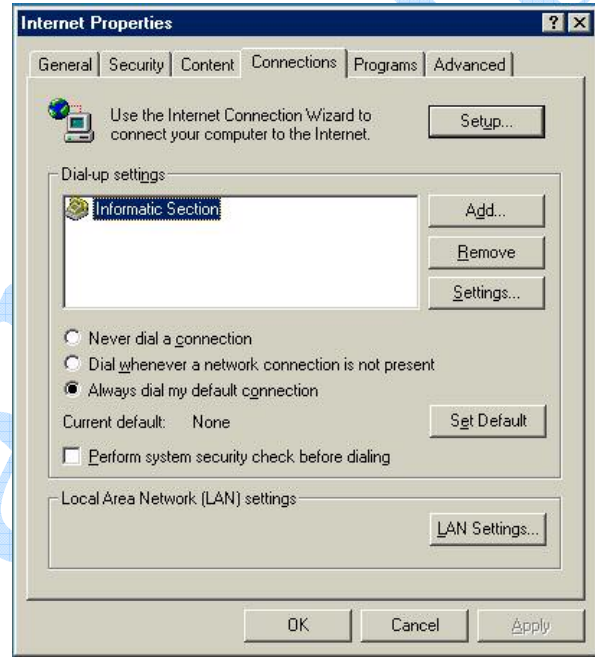 Internet Properties
General Security Content Connections Programs Advanced
Use the Internet Connection Wizard to
connect your computer to the Internet.
Setup...
Dial-up settings
Informatic Section
Add...
Remove
Settings...
Never dial a connection
Dial whenever a network connection is not present
Always dial my default connection
Current default: None
Set Default
Perform system security check before dialing
Local Area Network (LAN) settings
LAN Settings...
OK Cancel Apply